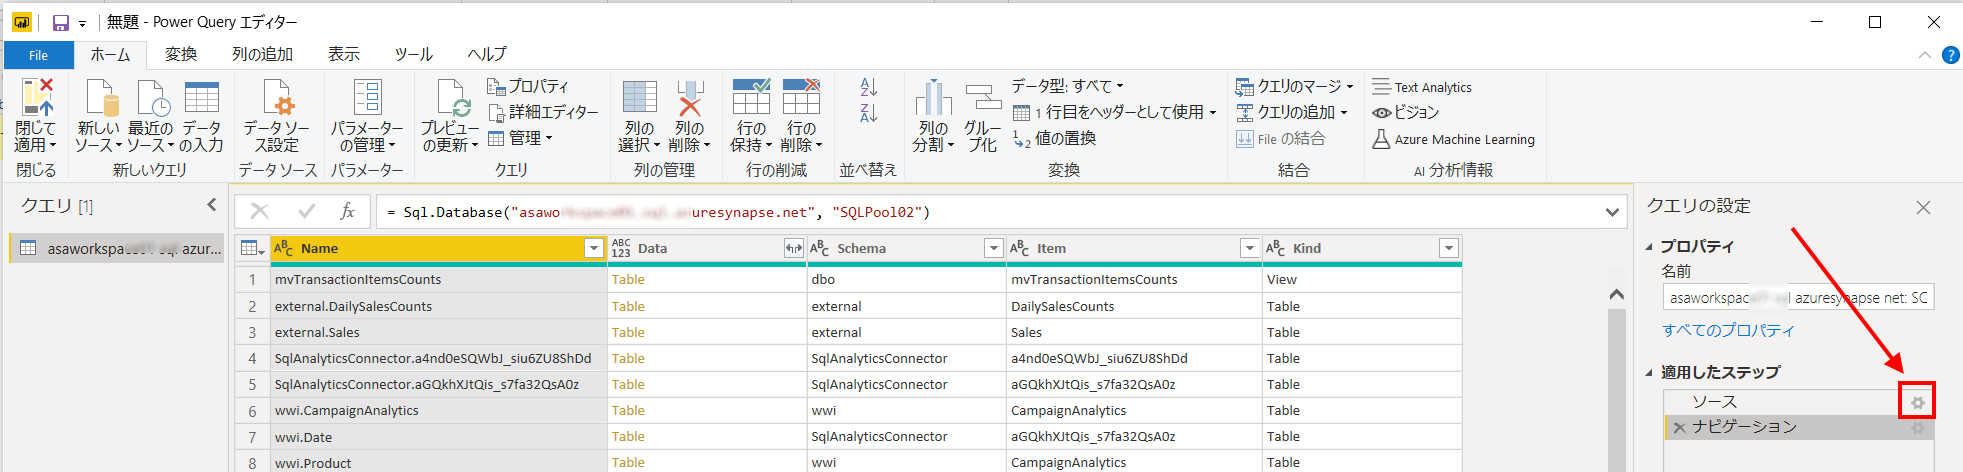 無題 - Power Query エディター
File ホーム 変換 列の追加 表示 ツール ヘルプ
閉じて
適用
閉じる
新しい
ソース
最近の
ソース
データ
の入力
新しいクエリ
データ ソー
ス設定
データ ソース
パラメーター
の管理
パラメーター
プレビュー
の更新
プロパティ
詳細エディター
管理
クエリ
列の
選択
列の
削除
列の管理
行の
保持
行の
削除
行の削減
並べ替え
列の
分割
グルー
プ化
データ型: すべて
1 行目をヘッダーとして使用
値の置換
変換
クエリのマージ
クエリの追加
File の結合
結合
Text Analytics
ビジョン
Azure Machine Learning
AI 分析情報
クエリ [1]
asaworkspa azur...
= Sql.Database("asawo uresynapse.net", "SQLPool02")
Name Data Schema Item Kind
1 mvTransactionItemsCounts Table dbo mvTransactionItemsCounts View
2 external.DailySalesCounts Table external DailySalesCounts Table
3 external.Sales Table external Sales Table
4 SqlAnalyticsConnector.a4nd0eSQWbJ_siu6ZU8ShDd Table SqlAnalyticsConnector a4nd0eSQWbJ_siu6ZU8ShDd Table
5 SqlAnalyticsConnector.aGQkhXJtQis_s7fa32QsA0z Table SqlAnalyticsConnector aGQkhXJtQis_s7fa32QsA0z Table
6 wwi.CampaignAnalytics Table wwi CampaignAnalytics Table
7 wwi.Date Table SqlAnalyticsConnector aGQkhXJtQis_s7fa32QsA0z Table
8 wwi.Product Table wwi CampaignAnalytics Table
クエリの設定
プロパティ
名前
asaworkspac azuresynapse net: SC
すべてのプロパティ
適用したステップ
ソース
ナビゲーション